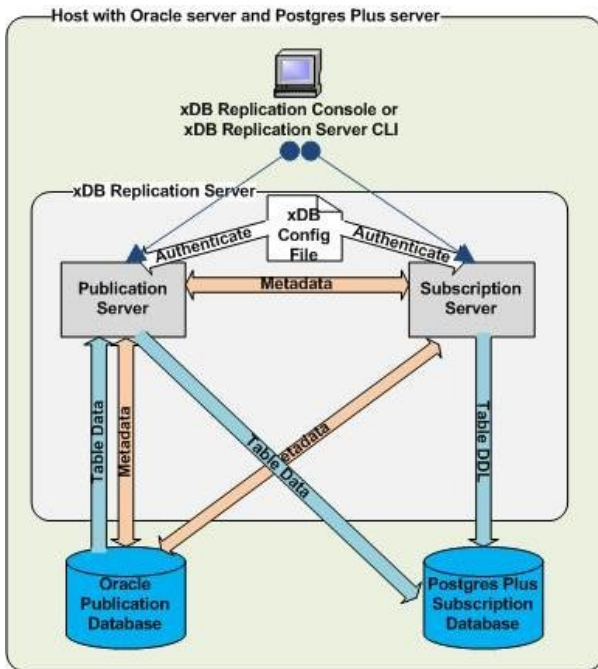 Host with Oracle server and Postgres Plus server
xDB Replication Console or
xDB Replication Server CLI
xDB Replication Server
xDB
Config
File
Authenticate
Authenticate
Publication
Server
Metadata
Subscription
Server
Table Data
Metadata
Table Data
etadata
Table DDL
Oracle
Publication
Database
Postgres Plus
Subscription
Database